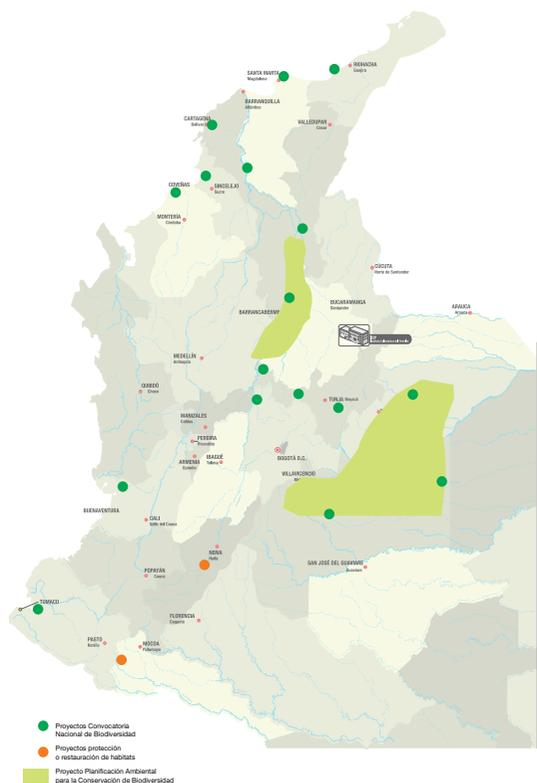 RIOHACHA
Guajira
SANTA MARTA
Magdalena
BARRANQUILLA
Atlántico
CARTAGENA
Bolívar
VALLEDUPAR
Cesar
COVEÑAS
SINCELEJO
Sucre
MONTERÍA
Córdoba
CÚCUTA
Norte de Santander
BUCARAMANGA
Santander
BARRANCABERMEJA
ARAUCA
Arauca
MEDELLÍN
Antioquia
QUIBDÓ
Chocó
TUNJA Boyacá
MANIZALES
Caldas
PEREIRA
Risaralda
ARMENIA
Quindío
IBAGUÉ
Tolima
BOGOTÁ D.C.
VILLAVICENCIO
BUENAVENTURA
CALI
Valle del Cauca
NEIVA
Huila
SAN JOSÉ DEL GUAVIARE
Guaviare
POPAYÁN
Cauca
TUMACO
FLORENCIA
Caquetá
PASTO
Nariño
MOCOA
Putumayo
Proyectos Convocatoria
Nacional de Biodiversidad
Proyectos protección
o restauración de habitats
Proyecto Planificación Ambiental
para la Conservación de Biodiversidad